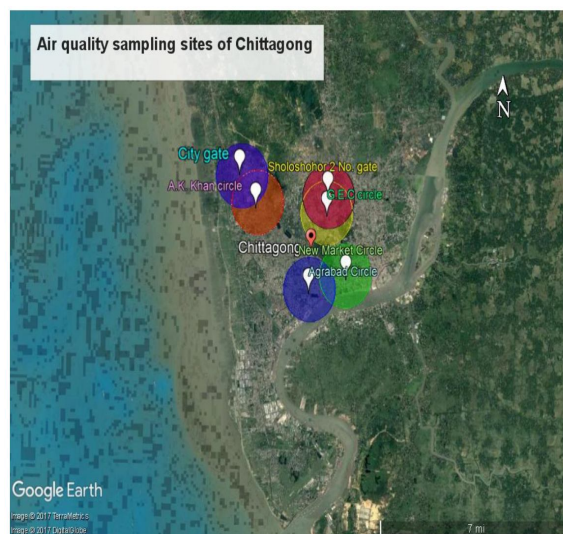 Air quality sampling sites of Chittagong
N
City gate
Sholoshohor 2 No. gate
A.K. Khan circle
G.E.C circle
Chittagong
New Market Circle
Agrabad Circle
Google Earth
Image © 2017 TerraMetrics
Image © 2017 DigitalGlobe
7 mi